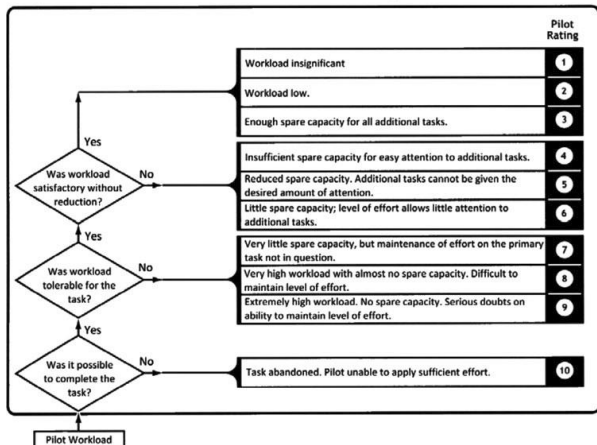 Pilot
Rating
Workload insignificant
1
Workload low.
2
Enough spare capacity for all additional tasks.
3
Yes
Was workload
satisfactory without
reduction?
No
Insufficient spare capacity for easy attention to additional tasks.
4
Reduced spare capacity. Additional tasks cannot be given the
desired amount of attention.
5
Little spare capacity; level of effort allows little attention to
additional tasks.
6
Yes
Was workload
tolerable for the
task?
No
Very little spare capacity, but maintenance of effort on the primary
task not in question.
7
Very high workload with almost no spare capacity. Difficult to
maintain level of effort.
8
Extremely high workload. No spare capacity. Serious doubts on
ability to maintain level of effort.
9
Yes
Was it possible
to complete the
task?
No
Task abandoned. Pilot unable to apply sufficient effort.
10
Pilot Workload